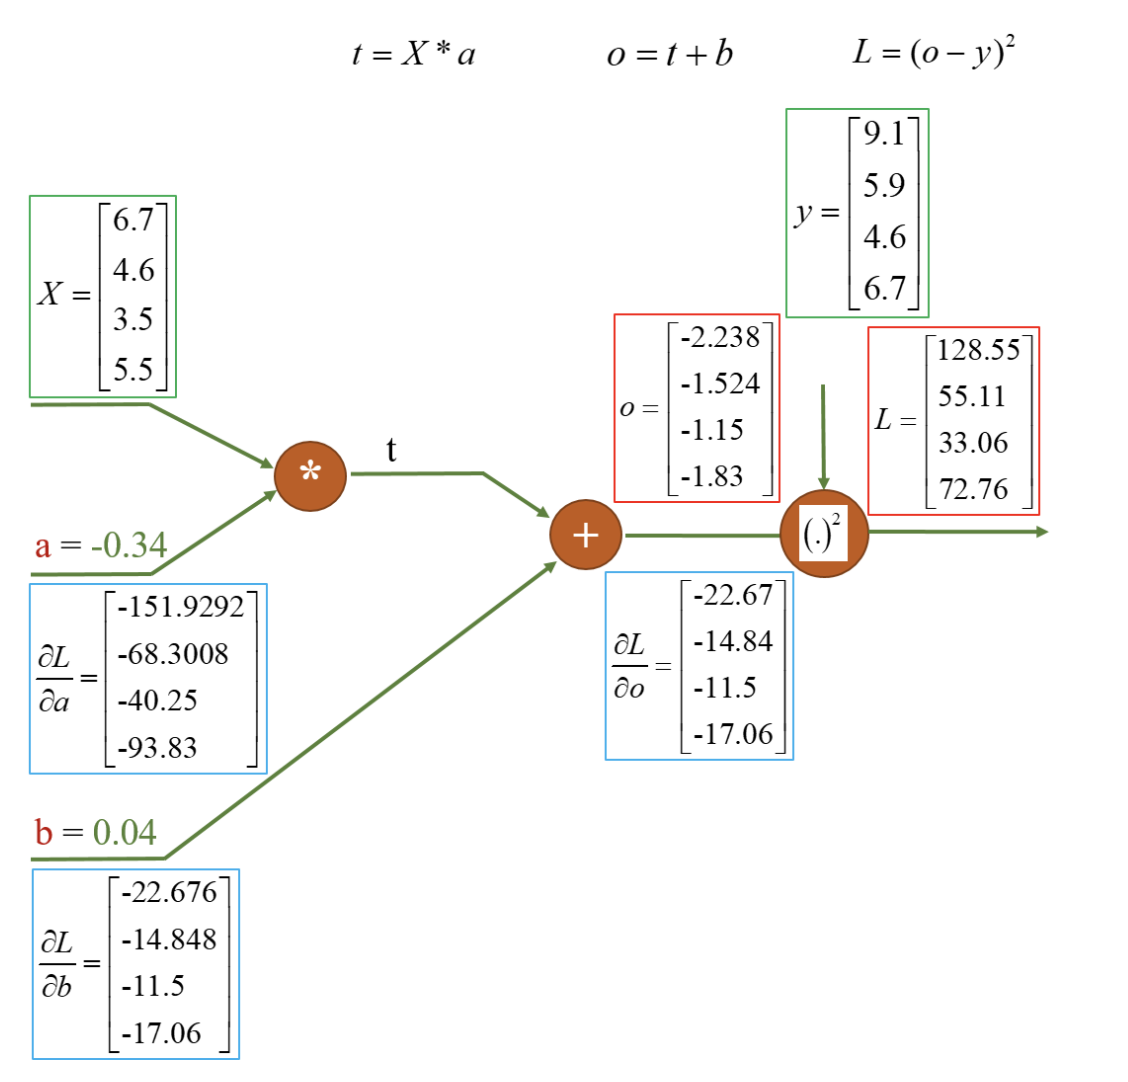 t = X * a
o = t + b
L = (o − y)²
y = [9.1
5.9
4.6
6.7]
X = [6.7
4.6
3.5
5.5]
o = [-2.238
-1.524
-1.15
-1.83]
L = [128.55
55.11
33.06
72.76]
*
t
+
(.)²
a = -0.34
∂L/∂a = [-151.9292
-68.3008
-40.25
-93.83]
∂L/∂o = [-22.67
-14.84
-11.5
-17.06]
b = 0.04
∂L/∂b = [-22.676
-14.848
-11.5
-17.06]